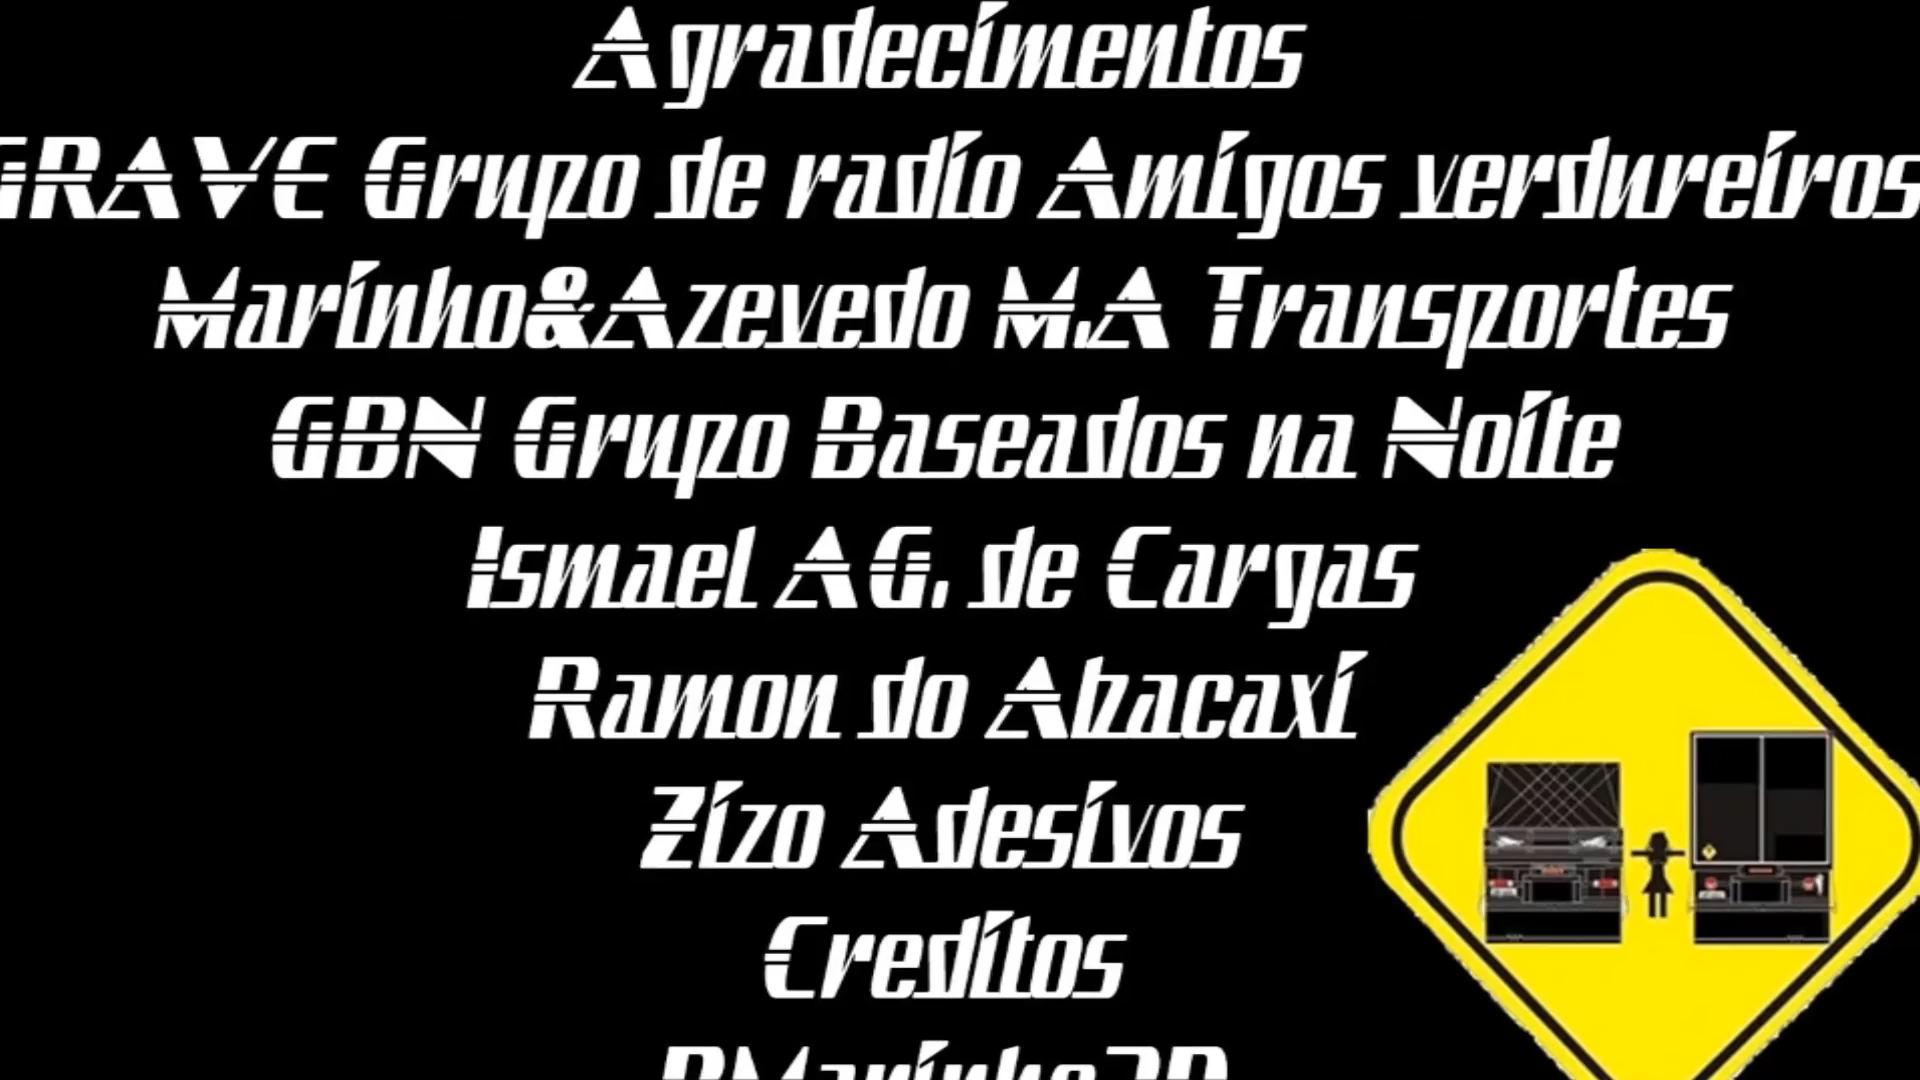 Agradecimentos
GRAVE Grupo de radio Amigos verdureiros
Marinho&Azevedo M.A Transportes
GBN Grupo Baseados na Noite
Ismael AG. de Cargas
Ramon do Abacaxi
Zizo Adesivos
Creditos